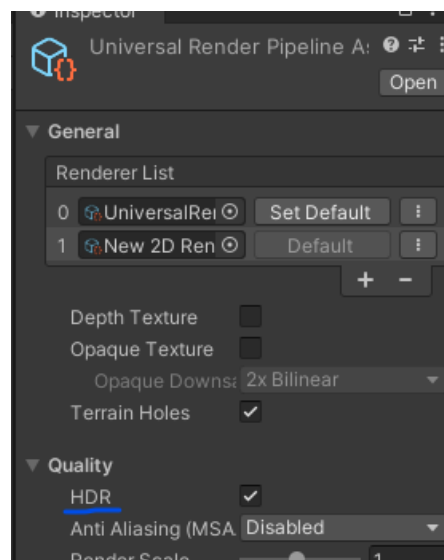 Inspector
Universal Render Pipeline A
Open
General
Renderer List
0 UniversalRe Set Default
1 New 2D Ren Default
+ −
Depth Texture
Opaque Texture
Opaque Downsa 2x Bilinear
Terrain Holes
Quality
HDR
Anti Aliasing (MSA Disabled
Render Scale 1